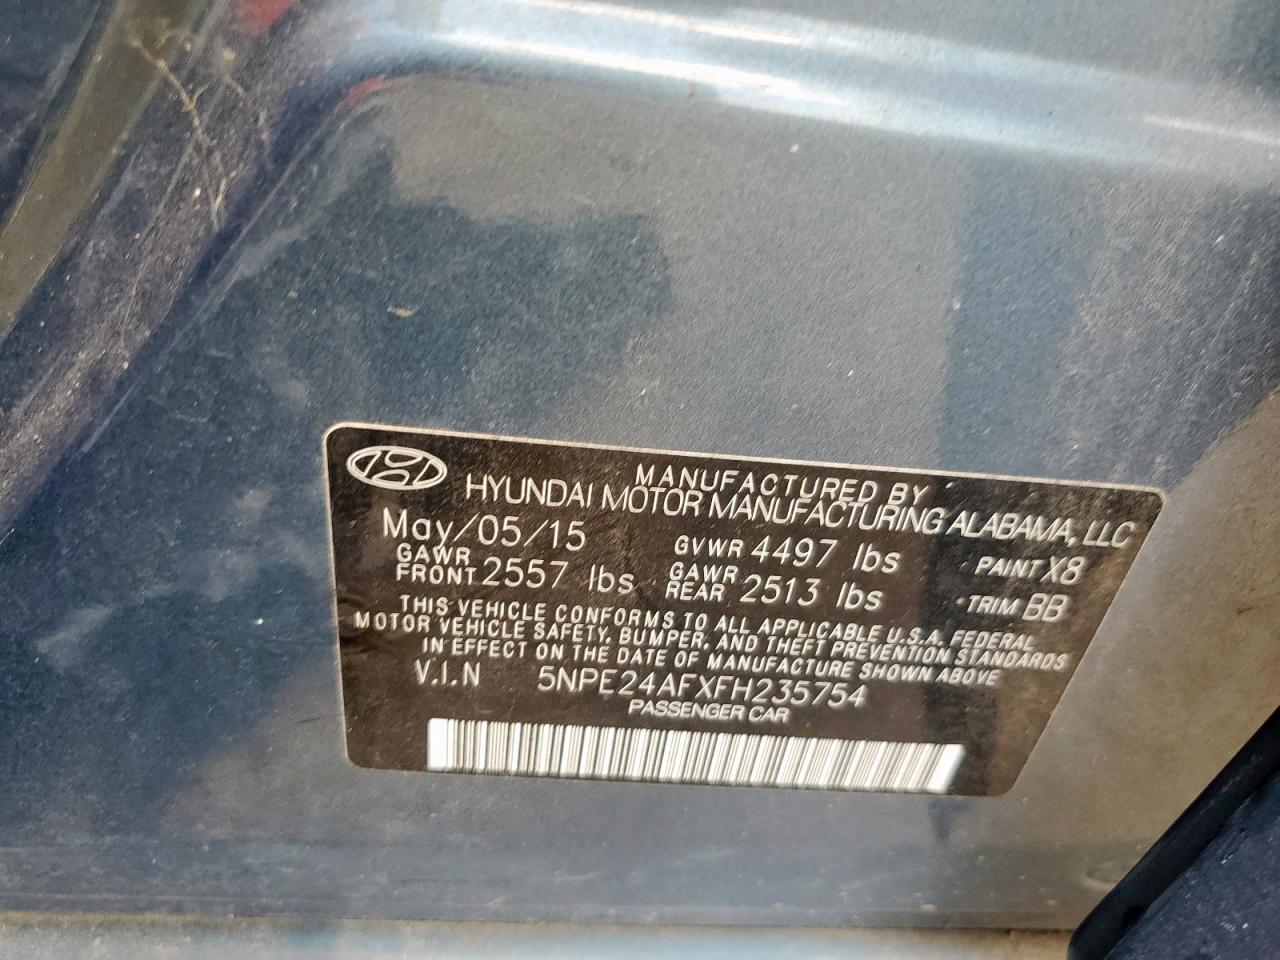 MANUFACTURED BY
HYUNDAI MOTOR MANUFACTURING ALABAMA, LLC
May/05/15 GVWR 4497 lbs PAINT X8
GAWR FRONT 2557 lbs GAWR REAR 2513 lbs TRIM BB
THIS VEHICLE CONFORMS TO ALL APPLICABLE U.S.A. FEDERAL
MOTOR VEHICLE SAFETY, BUMPER, AND THEFT PREVENTION STANDARDS
IN EFFECT ON THE DATE OF MANUFACTURE SHOWN ABOVE
V.I.N 5NPE24AFXFH235754
PASSENGER CAR